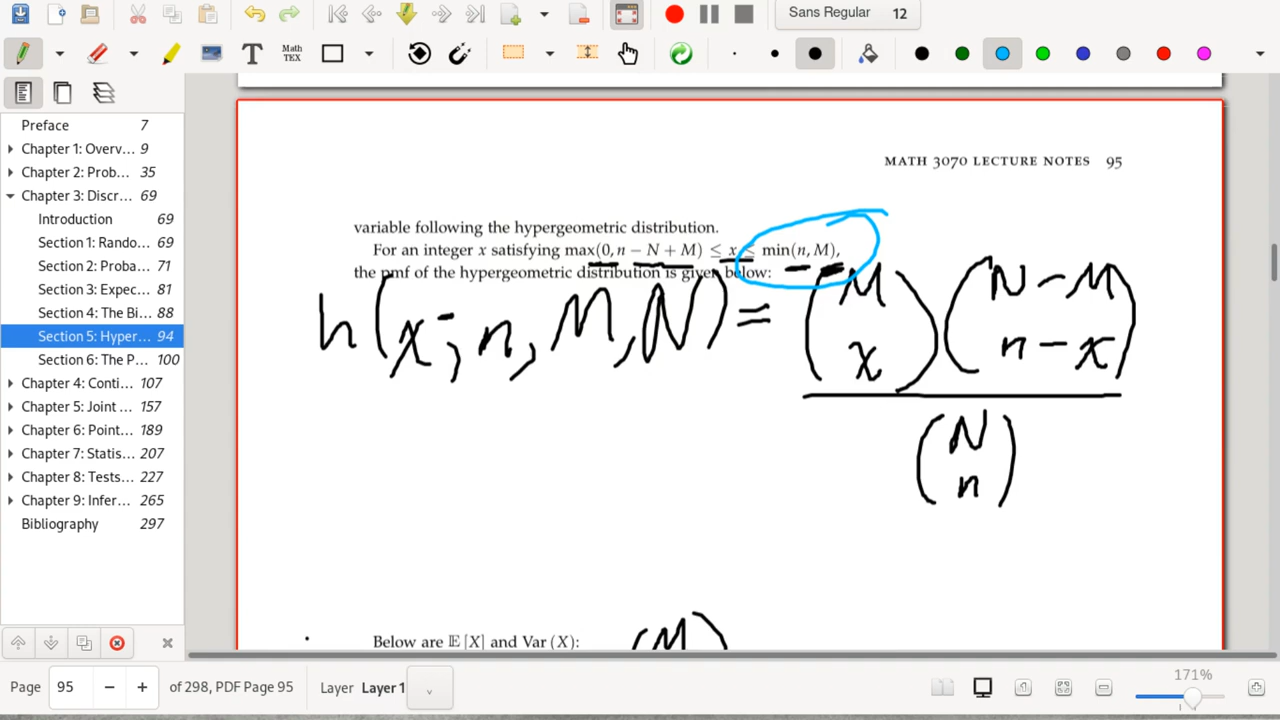 Sans Regular 12
Math
TEX
Preface 7
Chapter 1: Overv... 9
Chapter 2: Prob... 35
Chapter 3: Discr... 69
Introduction 69
Section 1: Rando... 69
Section 2: Proba... 71
Section 3: Expec... 81
Section 4: The Bi... 88
Section 5: Hyper... 94
Section 6: The P... 100
Chapter 4: Conti... 107
Chapter 5: Joint ... 157
Chapter 6: Point... 189
Chapter 7: Statis... 207
Chapter 8: Tests... 227
Chapter 9: Infer... 265
Bibliography 297
MATH 3070 LECTURE NOTES 95
variable following the hypergeometric distribution.
For an integer x satisfying max(0, n − N + M) ≤ x ≤ min(n, M),
the pmf of the hypergeometric distribution is given below:
h(x; n, M, N) = (M x)(N-M n-x)
(N n)
Below are 𝔼 [X] and Var (X):
(M)
Page 95 − + of 298, PDF Page 95 Layer Layer 1
171%